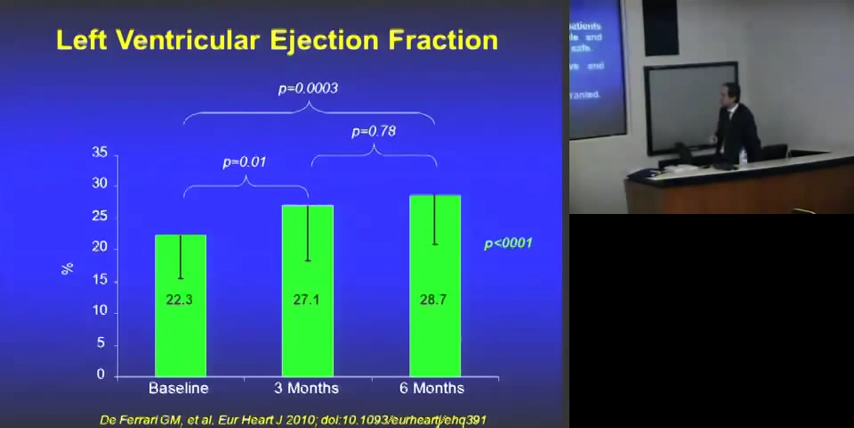 Left Ventricular Ejection Fraction
p=0.0003
p=0.78
p=0.01
35
30
25
20
15
10
5
0
%
p<0001
22.3
27.1
28.7
Baseline
3 Months
6 Months
De Ferrari GM, et al. Eur Heart J 2010; doi:10.1093/eurheartj/ehq391
safe.
and